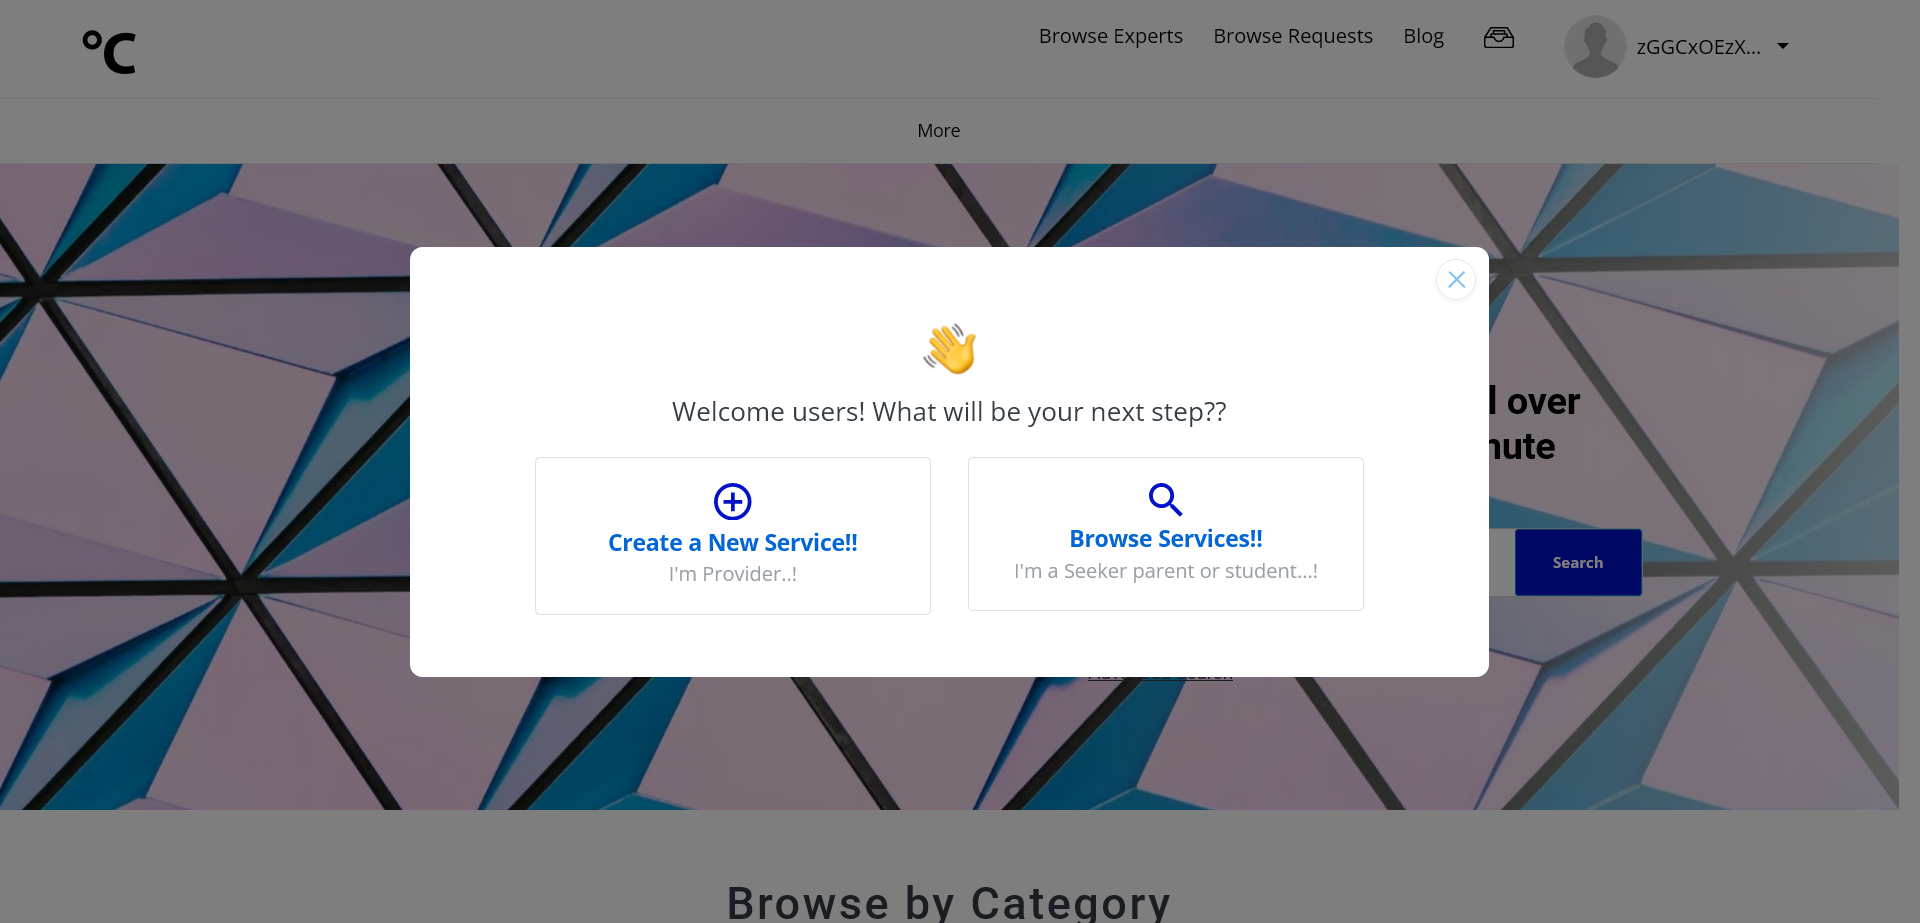 °C
Browse Experts
Browse Requests
Blog
zGGCxOEzX...
More
over
Welcome users! What will be your next step??
Create a New Service!!
I'm Provider..!
Browse Services!!
I'm a Seeker parent or student...!
Search
Browse by Category